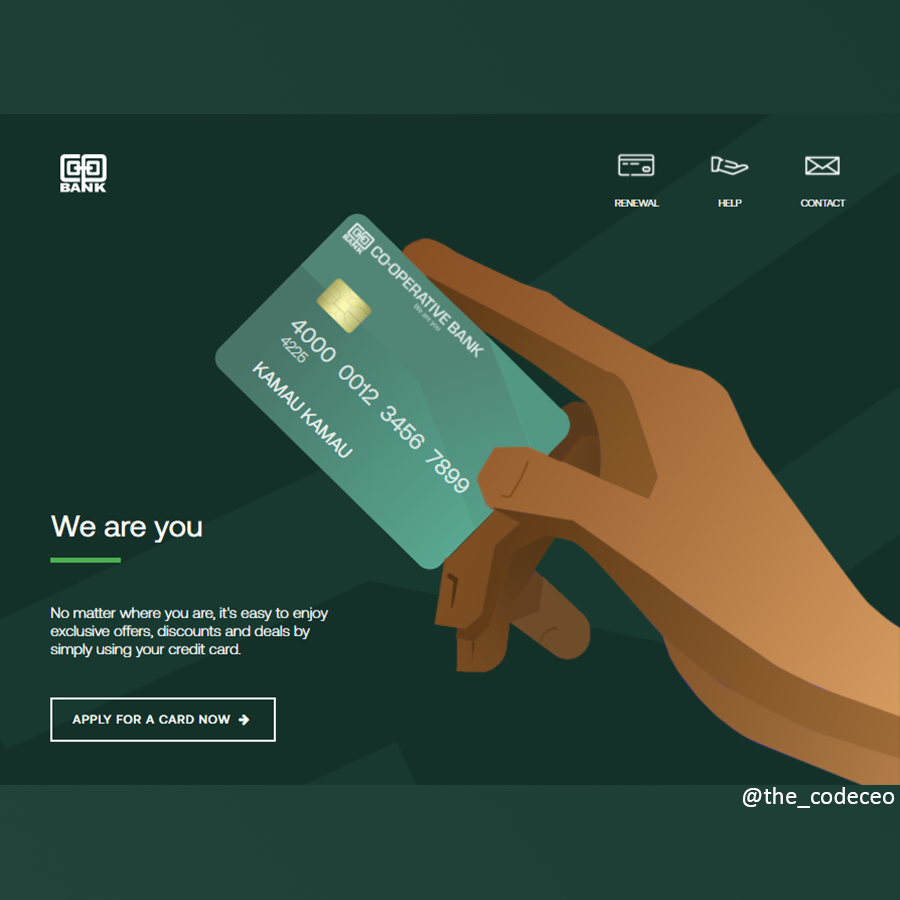 BANK
RENEWAL
HELP
CONTACT
BANK
CO-OPERATIVE BANK
We are you
4000 0012 3456 7899
4225
KAMAU KAMAU
We are you
No matter where you are, it's easy to enjoy
exclusive offers, discounts and deals by
simply using your credit card.
APPLY FOR A CARD NOW →
@the_codeceo